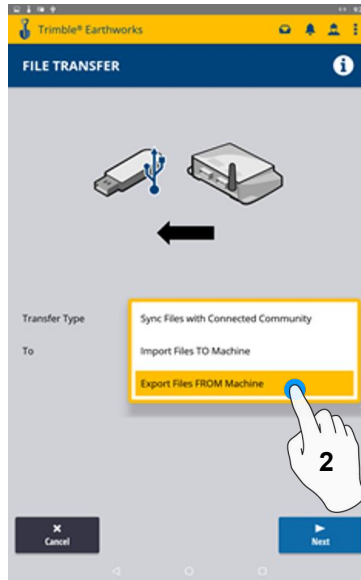 Trimble® Earthworks
FILE TRANSFER
Transfer Type
Sync Files with Connected Community
To
Import Files TO Machine
Export Files FROM Machine
2
Cancel
Next